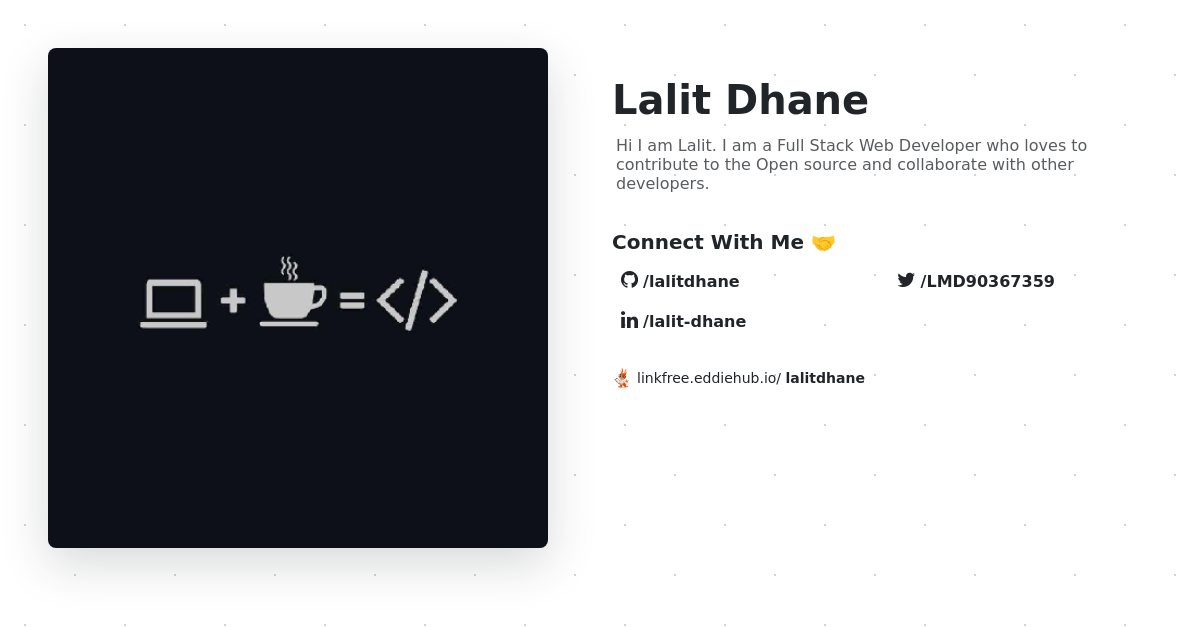 Lalit Dhane
Hi I am Lalit. I am a Full Stack Web Developer who loves to
contribute to the Open source and collaborate with other
developers.
Connect With Me 🤝
/lalitdhane
/LMD90367359
/lalit-dhane
linkfree.eddiehub.io/ lalitdhane